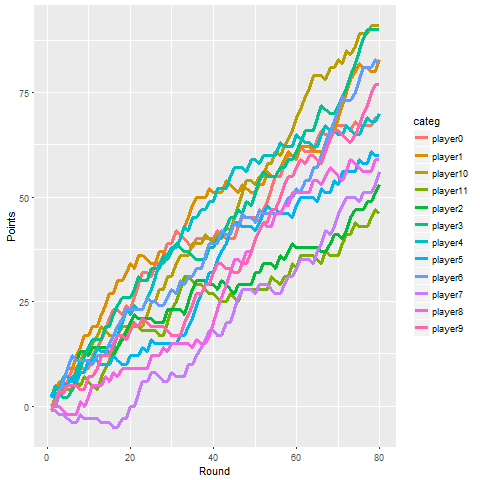 categ
player0
player1
player10
player11
player2
player3
player4
player5
player6
player7
player8
player9
75
50
25
0
Points
0
20
40
60
80
Round